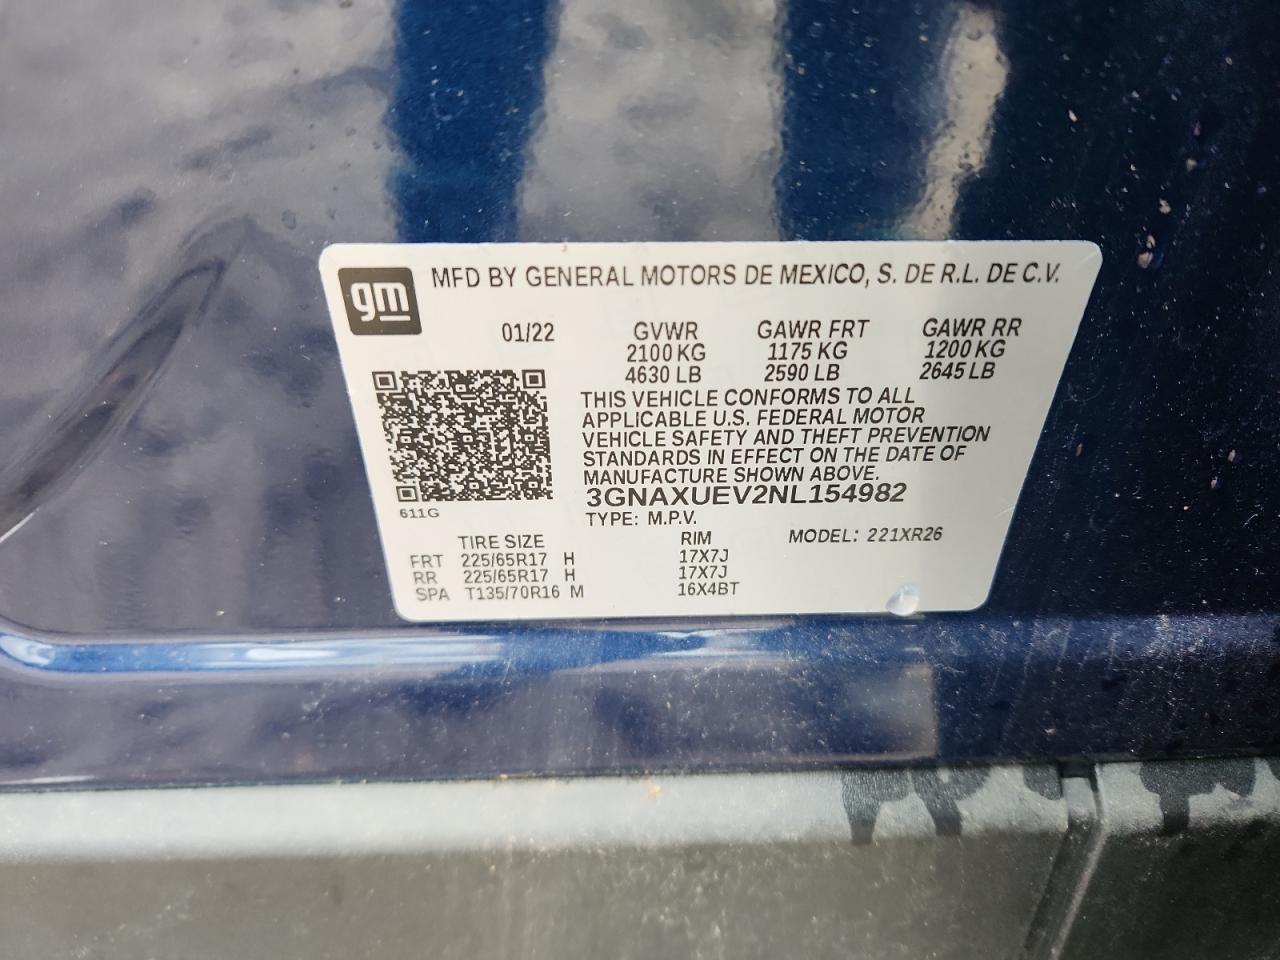 gm
MFD BY GENERAL MOTORS DE MEXICO, S. DE R.L. DE C.V.
01/22 GVWR GAWR FRT GAWR RR
2100 KG 1175 KG 1200 KG
4630 LB 2590 LB 2645 LB
THIS VEHICLE CONFORMS TO ALL
APPLICABLE U.S. FEDERAL MOTOR
VEHICLE SAFETY AND THEFT PREVENTION
STANDARDS IN EFFECT ON THE DATE OF
MANUFACTURE SHOWN ABOVE.
3GNAXUEV2NL154982
611G
TYPE: M.P.V.
TIRE SIZE RIM MODEL: 221XR26
FRT 225/65R17 H 17X7J
RR 225/65R17 H 17X7J
SPA T135/70R16 M 16X4BT